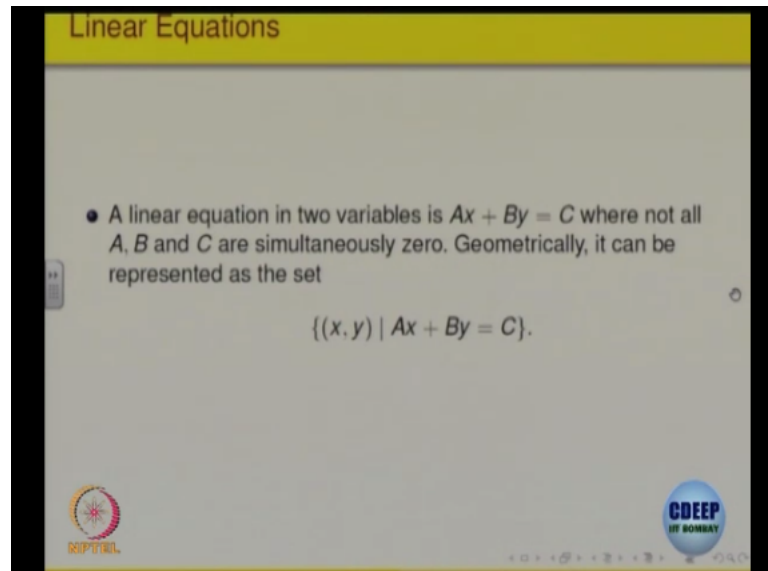 Linear Equations
• A linear equation in two variables is Ax + By = C where not all
A, B and C are simultaneously zero. Geometrically, it can be
represented as the set
{(x, y) | Ax + By = C}.
NPTEL
CDEEP
IIT BOMBAY